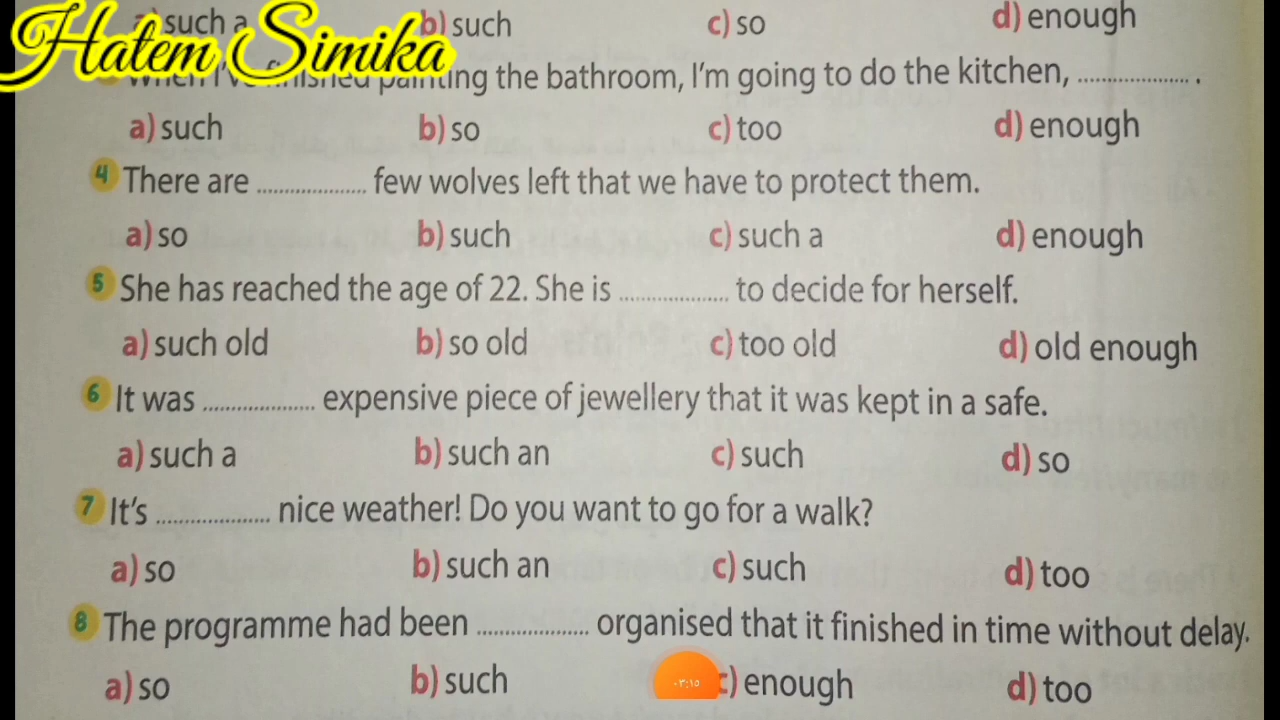 a) such a b) such c) so d) enough
Hatem Simika
When I've finished painting the bathroom, I'm going to do the kitchen, .................... .
a) such b) so c) too d) enough
4 There are .................... few wolves left that we have to protect them.
a) so b) such c) such a d) enough
5 She has reached the age of 22. She is .................... to decide for herself.
a) such old b) so old c) too old d) old enough
6 It was .................... expensive piece of jewellery that it was kept in a safe.
a) such a b) such an c) such d) so
7 It's .................... nice weather! Do you want to go for a walk?
a) so b) such an c) such d) too
8 The programme had been .................... organised that it finished in time without delay.
a) so b) such c) enough d) too
٠٣:١٥